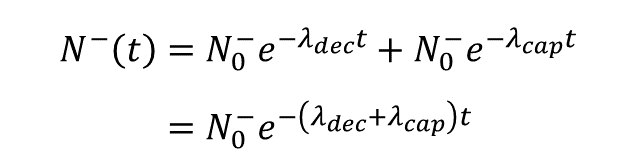 N⁻(t) = N₀⁻e^{−λ_{dec}t} + N₀⁻e^{−λ_{cap}t}
= N₀⁻e^{−(λ_{dec}+λ_{cap})t}